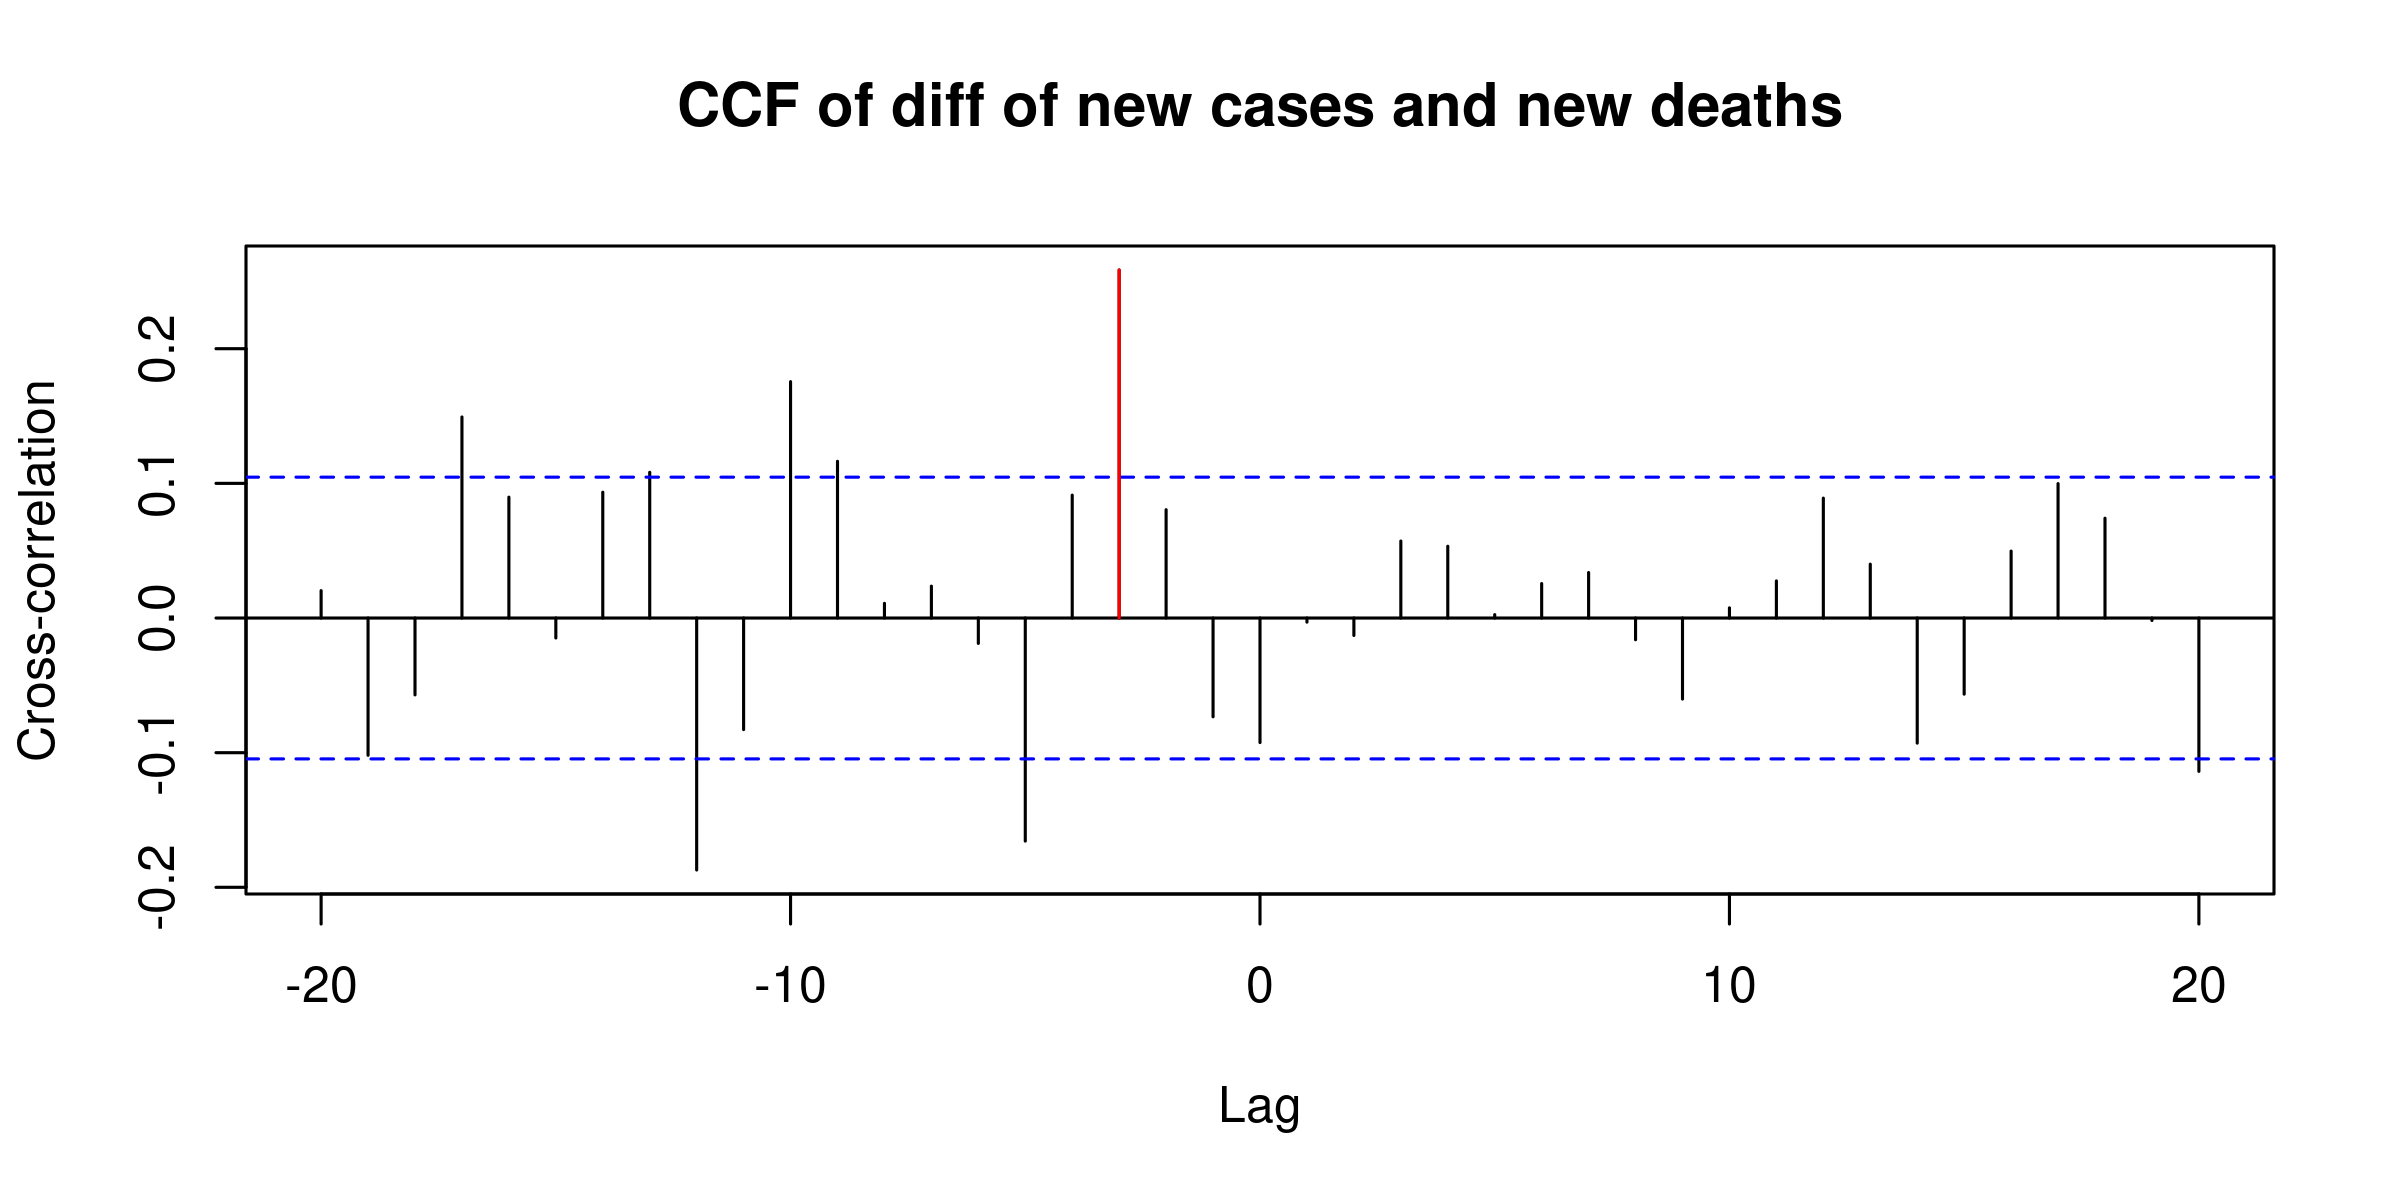 CCF of diff of new cases and new deaths
Cross-correlation
0.2
0.1
0.0
-0.1
-0.2
-20 -10 0 10 20
Lag